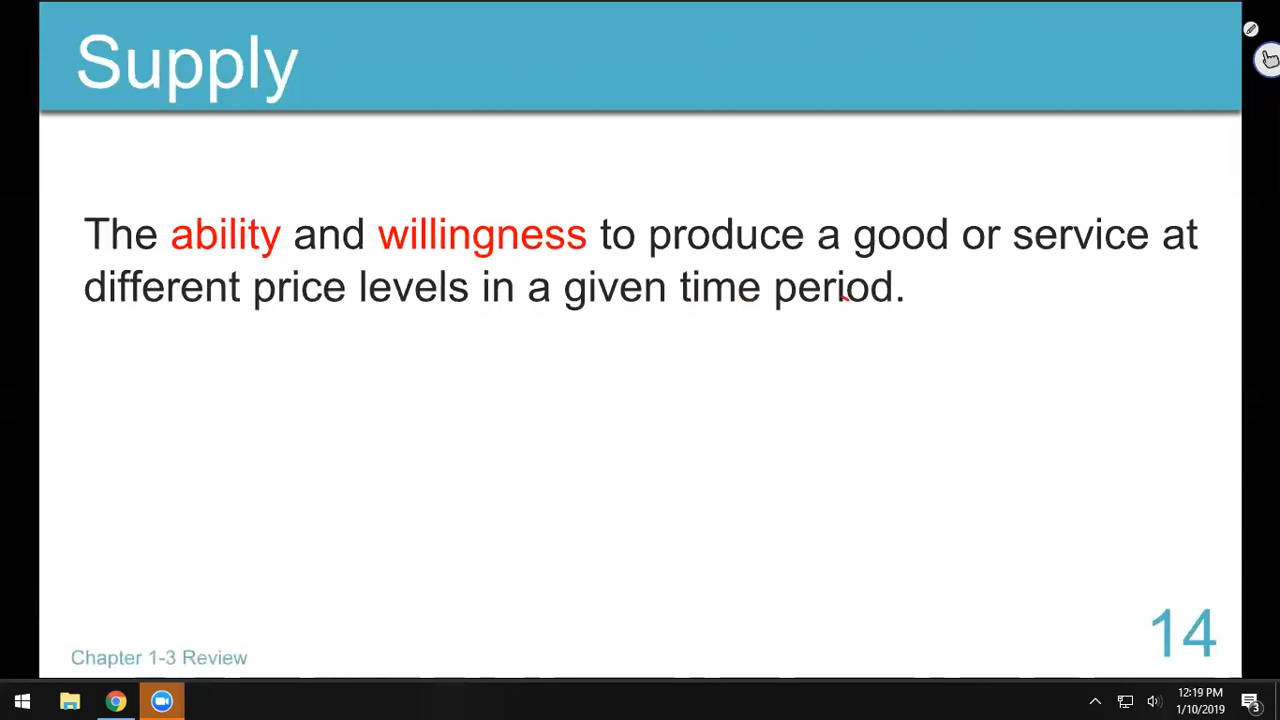 Supply
The ability and willingness to produce a good or service at
different price levels in a given time period.
Chapter 1-3 Review
14
12:19 PM
1/10/2019
3